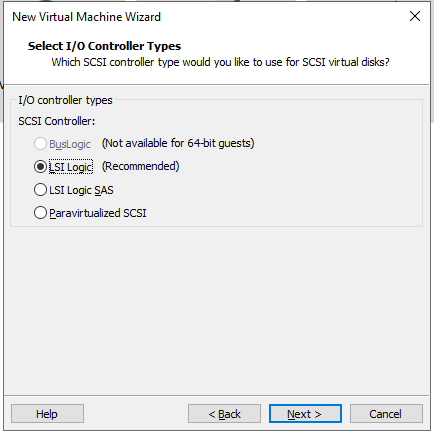 New Virtual Machine Wizard
Select I/O Controller Types
Which SCSI controller type would you like to use for SCSI virtual disks?
I/O controller types
SCSI Controller:
BusLogic (Not available for 64-bit guests)
LSI Logic (Recommended)
LSI Logic SAS
Paravirtualized SCSI
Help < Back Next > Cancel